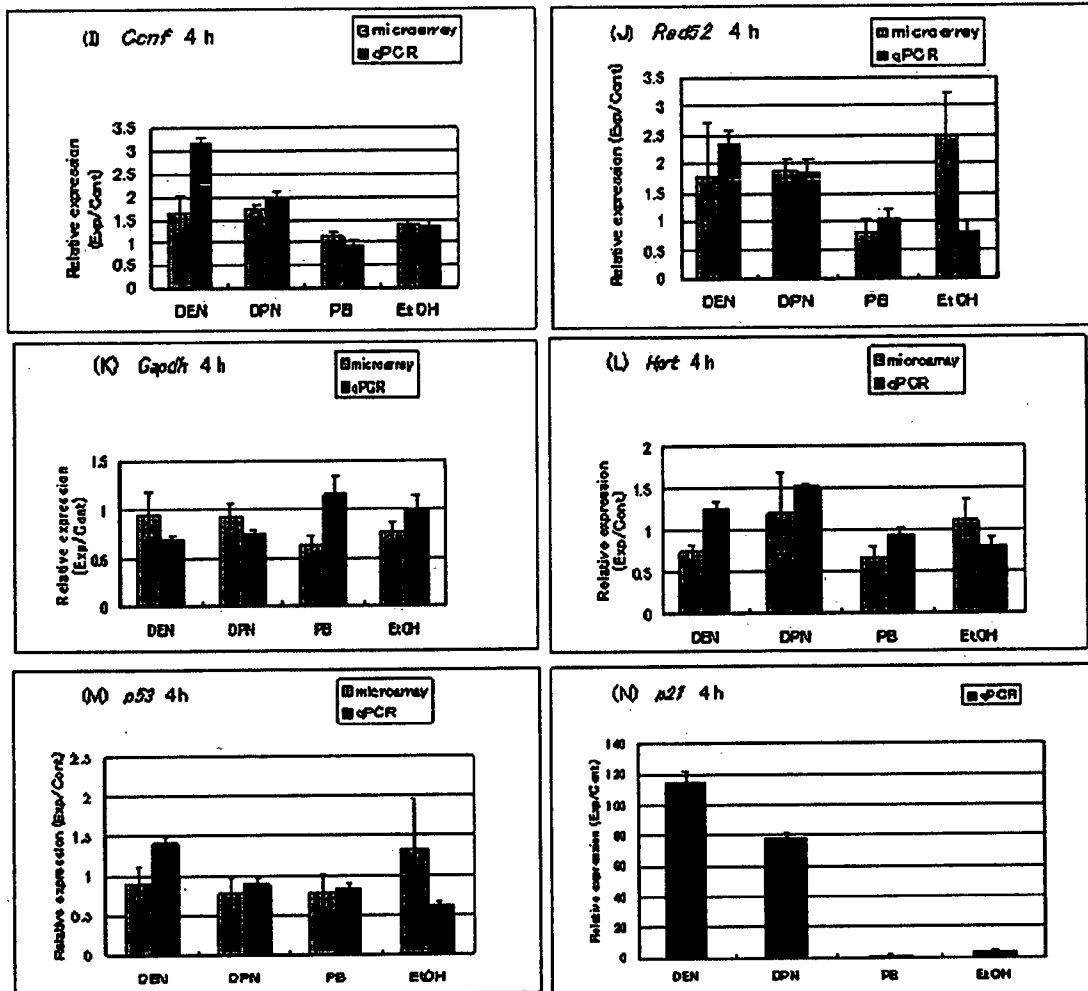 (I) Ccnf 4 h
microarray
qPCR
Relative expression
(Exp/Cont)
3.5
3
2.5
2
1.5
1
0.5
0
DEN
DPN
PB
EtOH
(J) Rad52 4 h
microarray
qPCR
Relative expression (Exp/Cont)
3.5
3
2.5
2
1.5
1
0.5
0
DEN
DPN
PB
EtOH
(K) Gapdh 4 h
microarray
qPCR
Relative expression
(Exp/Cont)
1.5
1
0.5
0
DEN
DPN
PB
EtOH
(L) Hprt 4 h
microarray
qPCR
Relative expression
(Exp/Cont)
2
1.5
1
0.5
0
DEN
DPN
PB
EtOH
(M) p53 4 h
microarray
qPCR
Relative expression (Exp/Cont)
2.5
2
1.5
1
0.5
0
DEN
DPN
PB
EtOH
(N) p21 4 h
qPCR
Relative expression (Exp/Cont)
140
120
100
80
60
40
20
0
DEN
DPN
PB
EtOH